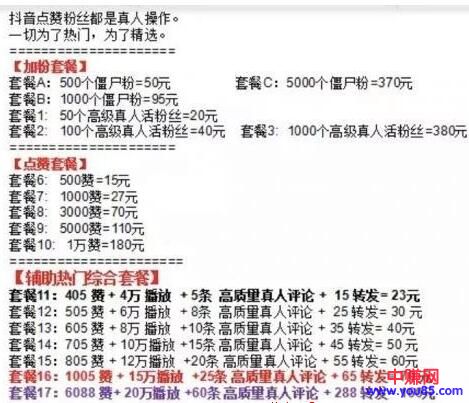 抖音点赞粉丝都是真人操作。
一切为了热门，为了精选。
====================
【加粉套餐】
套餐A：500个僵尸粉=50元 套餐C：5000个僵尸粉=370元
套餐B：1000个僵尸粉=95元
套餐1: 50个高级真人活粉丝=20元
套餐2: 100个高级真人活粉丝=40元 套餐3: 1000个高级真人活粉丝=380元
====================
【点赞套餐】
套餐6: 500赞=15元
套餐7: 1000赞=27元
套餐8: 3000赞=70元
套餐9: 5000赞=110元
套餐10: 1万赞=180元
=====================
【辅助热门综合套餐】
套餐11: 405 赞 + 4万 播放 +5条 高质里真人评论 + 15 转发= 23元
套餐12: 505 赞 + 6万 播放 +8条 高质里真人评论 + 25 转发= 30 元
套餐13: 605 赞 + 8万 播放 +10条 高质里真人评论 + 35 转发= 40元
套餐14: 705 赞 + 10万 播放 +15条 高质里真人评论 + 45 转发= 50元
套餐15: 805 赞 + 12万 播放 +20条 高质里真人评论 + 55 转发= 60元
套餐16: 1005 赞 + 15万 播放 +25条 高质里真人评论 + 65 转发
套餐17: 6088 赞+ 20万播放 +60条 高质里真人评论 + 288 转发
中赚网
www.you85.com